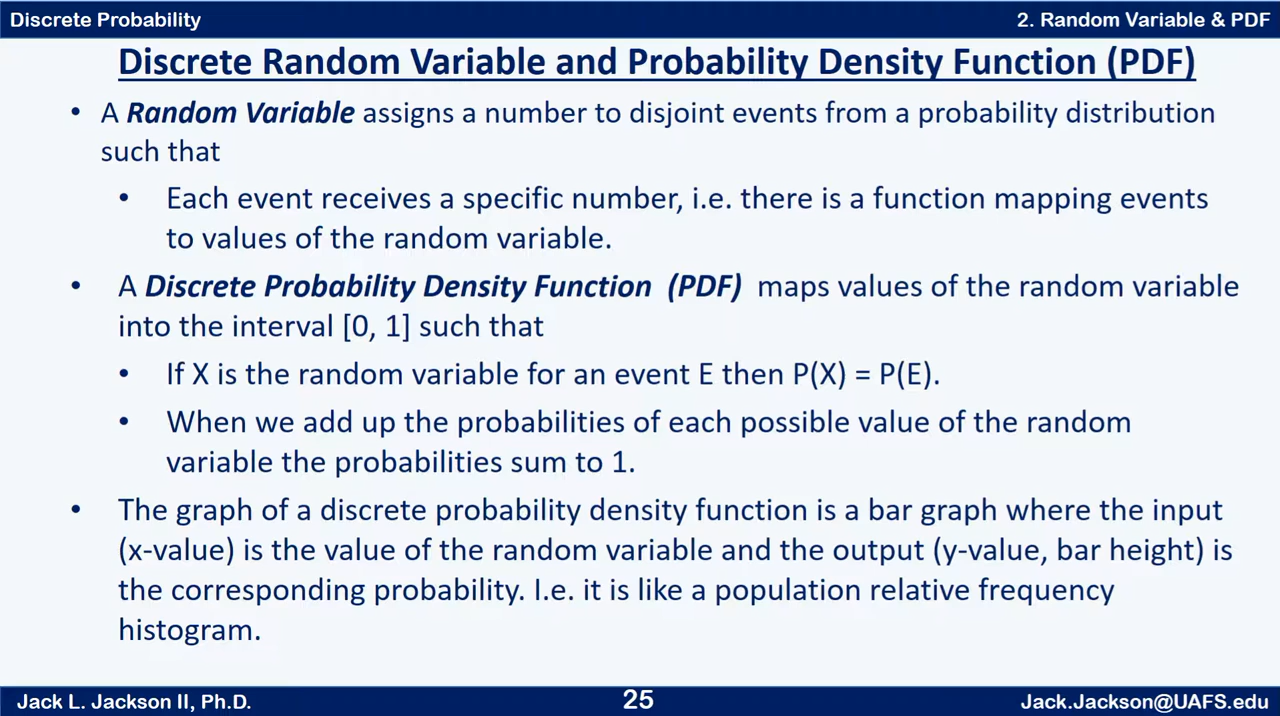 Discrete Probability
2. Random Variable & PDF
Discrete Random Variable and Probability Density Function (PDF)
• A Random Variable assigns a number to disjoint events from a probability distribution
such that
• Each event receives a specific number, i.e. there is a function mapping events
to values of the random variable.
• A Discrete Probability Density Function (PDF) maps values of the random variable
into the interval [0, 1] such that
• If X is the random variable for an event E then P(X) = P(E).
• When we add up the probabilities of each possible value of the random
variable the probabilities sum to 1.
• The graph of a discrete probability density function is a bar graph where the input
(x-value) is the value of the random variable and the output (y-value, bar height) is
the corresponding probability. I.e. it is like a population relative frequency
histogram.
Jack L. Jackson II, Ph.D.
25
Jack.Jackson@UAFS.edu